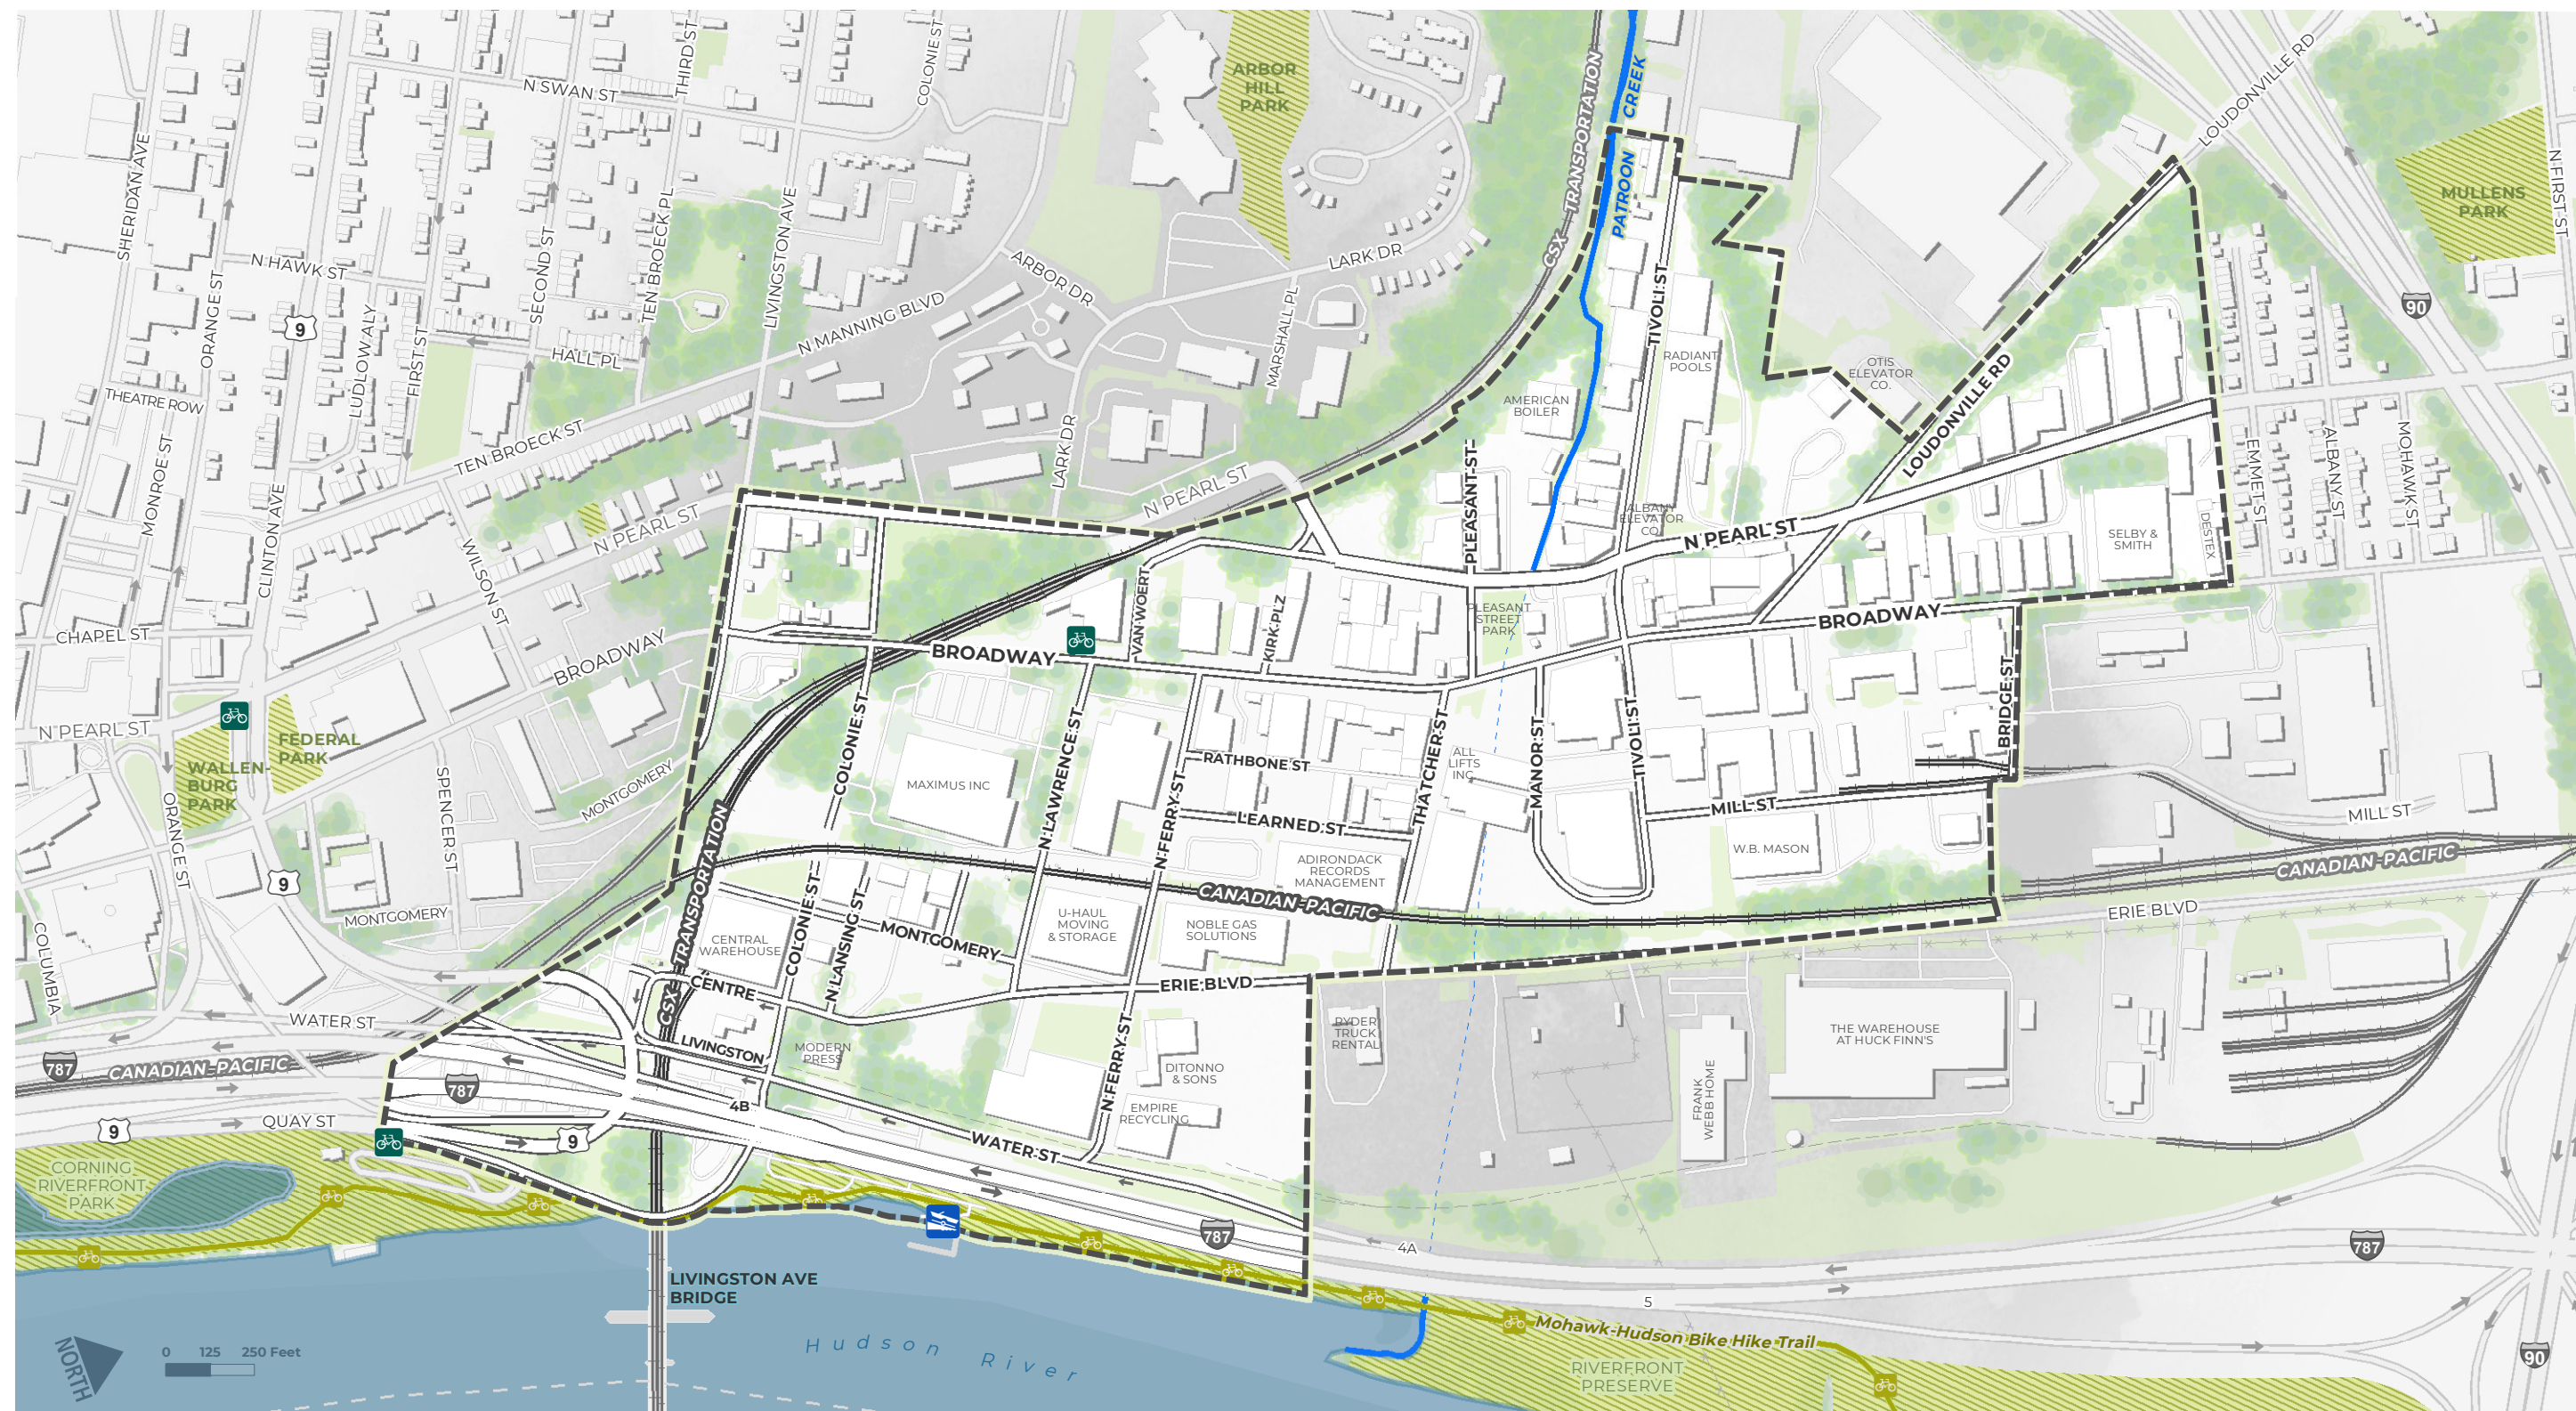 N SWAN ST
THIRD ST
COLONIE ST
ARBOR
HILL
PARK
CSX
TRANSPORTATION
CREEK
PATROON
LOUDONVILLE RD
N FIRST ST
MULLENS
PARK
SHERIDAN AVE
N HAWK ST
ORANGE ST
9
LUDLOW ALY
FIRST ST
SECOND ST
HALL PL
TEN BROECK PL
LIVINGSTON AVE
N MANNING BLVD
ARBOR DR
LARK DR
MARSHALL PL
TIVOLI ST
RADIANT
POOLS
AMERICAN
BOILER
OTIS
ELEVATOR
CO.
LOUDONVILLE RD
90
THEATRE ROW
MONROE ST
CLINTON AVE
TEN BROECK ST
WILSON ST
N PEARL ST
LARK DR
N PEARL ST
PLEASANT ST
ALBANY
ELEVATOR
CO.
N PEARL ST
SELBY &
SMITH
DESTEX
EMMET ST
ALBANY ST
MOHAWK ST
CHAPEL ST
BROADWAY
BROADWAY
VAN WOERT
KIRK PLZ
PLEASANT
STREET
PARK
BROADWAY
BRIDGE ST
N PEARL ST
FEDERAL
PARK
WALLEN-
BURG
PARK
ORANGE ST
SPENCER ST
MONTGOMERY
COLONIE ST
MAXIMUS INC
N LAWRENCE ST
N FERRY ST
RATHBONE ST
LEARNED ST
THATCHER ST
ALL
LIFTS
INC
MANOR ST
TIVOLI ST
MILL ST
W.B. MASON
MILL ST
9
MONTGOMERY
COLUMBIA
CSX
TRANSPORTATION
CENTRAL
WAREHOUSE
COLONIE ST
N LANSING ST
MONTGOMERY
U-HAUL
MOVING
& STORAGE
ADIRONDACK
RECORDS
MANAGEMENT
CANADIAN-PACIFIC
NOBLE GAS
SOLUTIONS
CANADIAN-PACIFIC
ERIE BLVD
CENTRE
ERIE BLVD
WATER ST
787
CANADIAN-PACIFIC
787
LIVINGSTON
MODERN
PRESS
N FERRY ST
DITONNO
& SONS
EMPIRE
RECYCLING
RYDER
TRUCK
RENTAL
FRANK
WEBB HOME
THE WAREHOUSE
AT HUCK FINN'S
QUAY ST
9
9
4B
WATER ST
787
4A
787
CORNING
RIVERFRONT
PARK
LIVINGSTON AVE
BRIDGE
5
Mohawk-Hudson Bike Hike Trail
RIVERFRONT
PRESERVE
90
Hudson River
NORTH
0 125 250 Feet